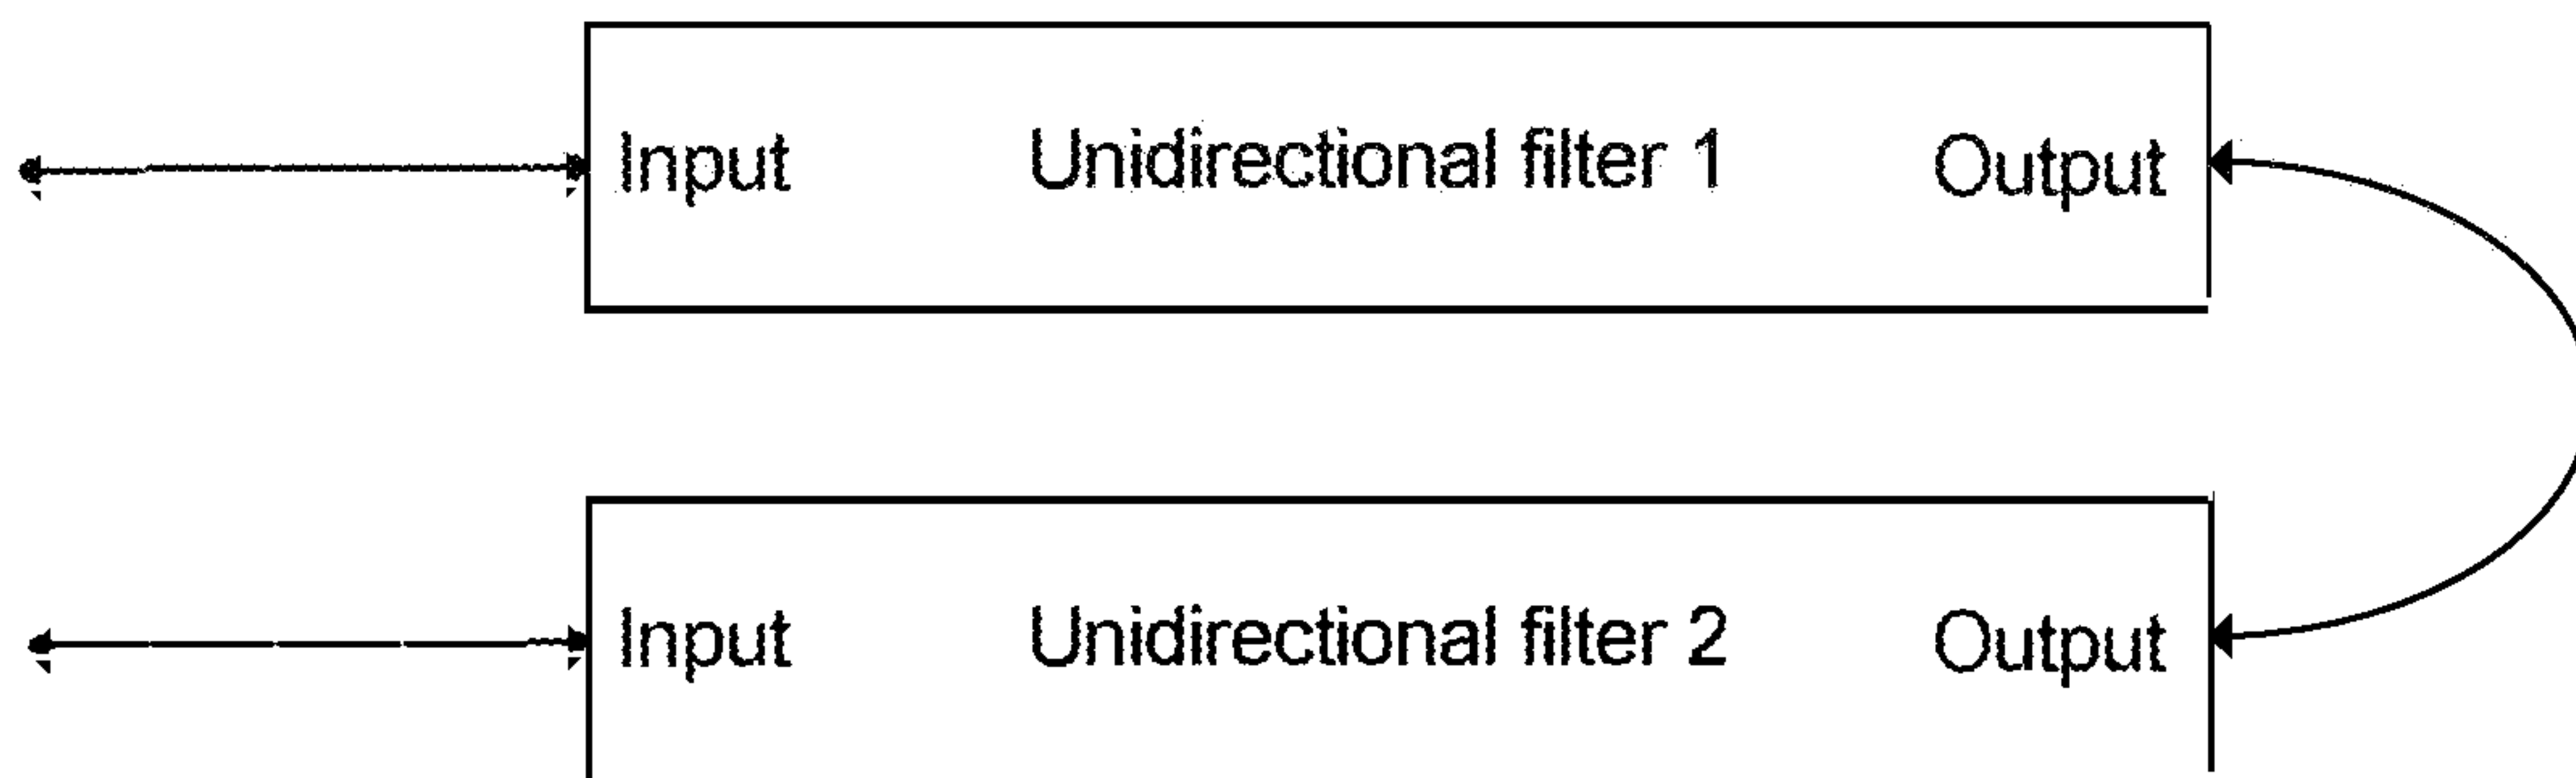 Input Unidirectional filter 1 Output
Input Unidirectional filter 2 Output